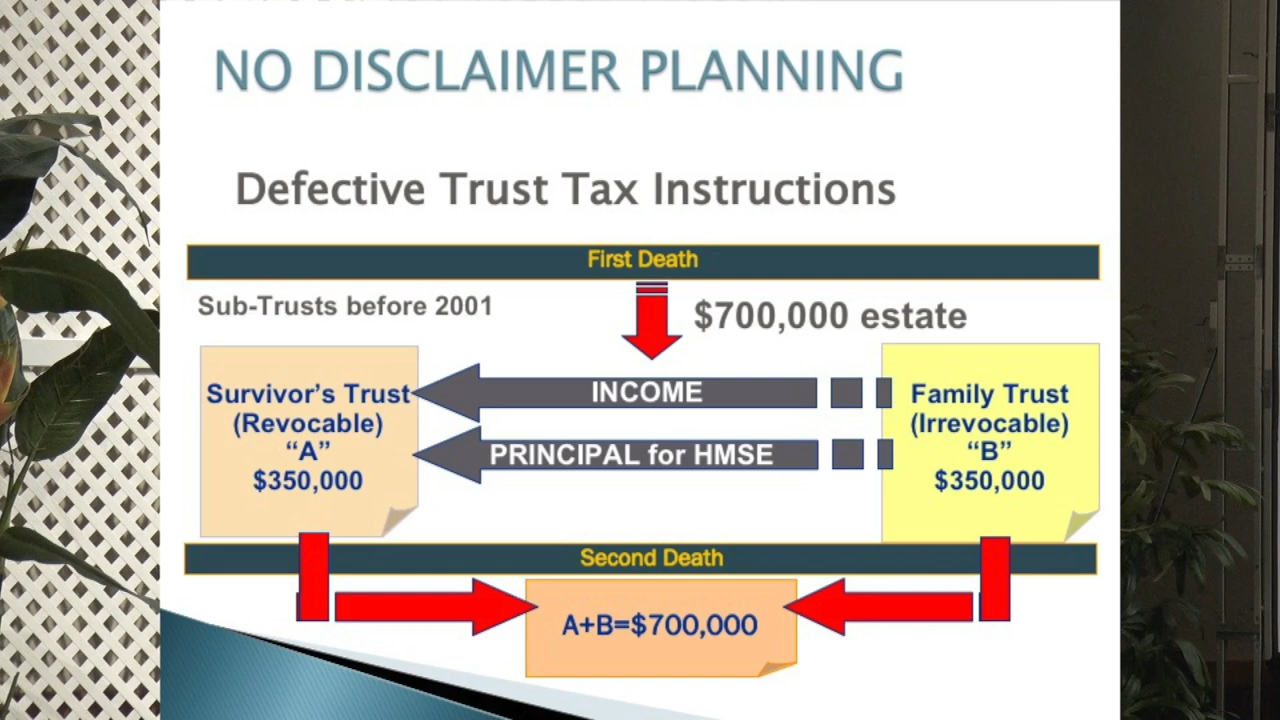 NO DISCLAIMER PLANNING
Defective Trust Tax Instructions
First Death
Sub-Trusts before 2001
$700,000 estate
Survivor’s Trust
(Revocable)
“A”
$350,000
INCOME
PRINCIPAL for HMSE
Family Trust
(Irrevocable)
“B”
$350,000
Second Death
A+B=$700,000